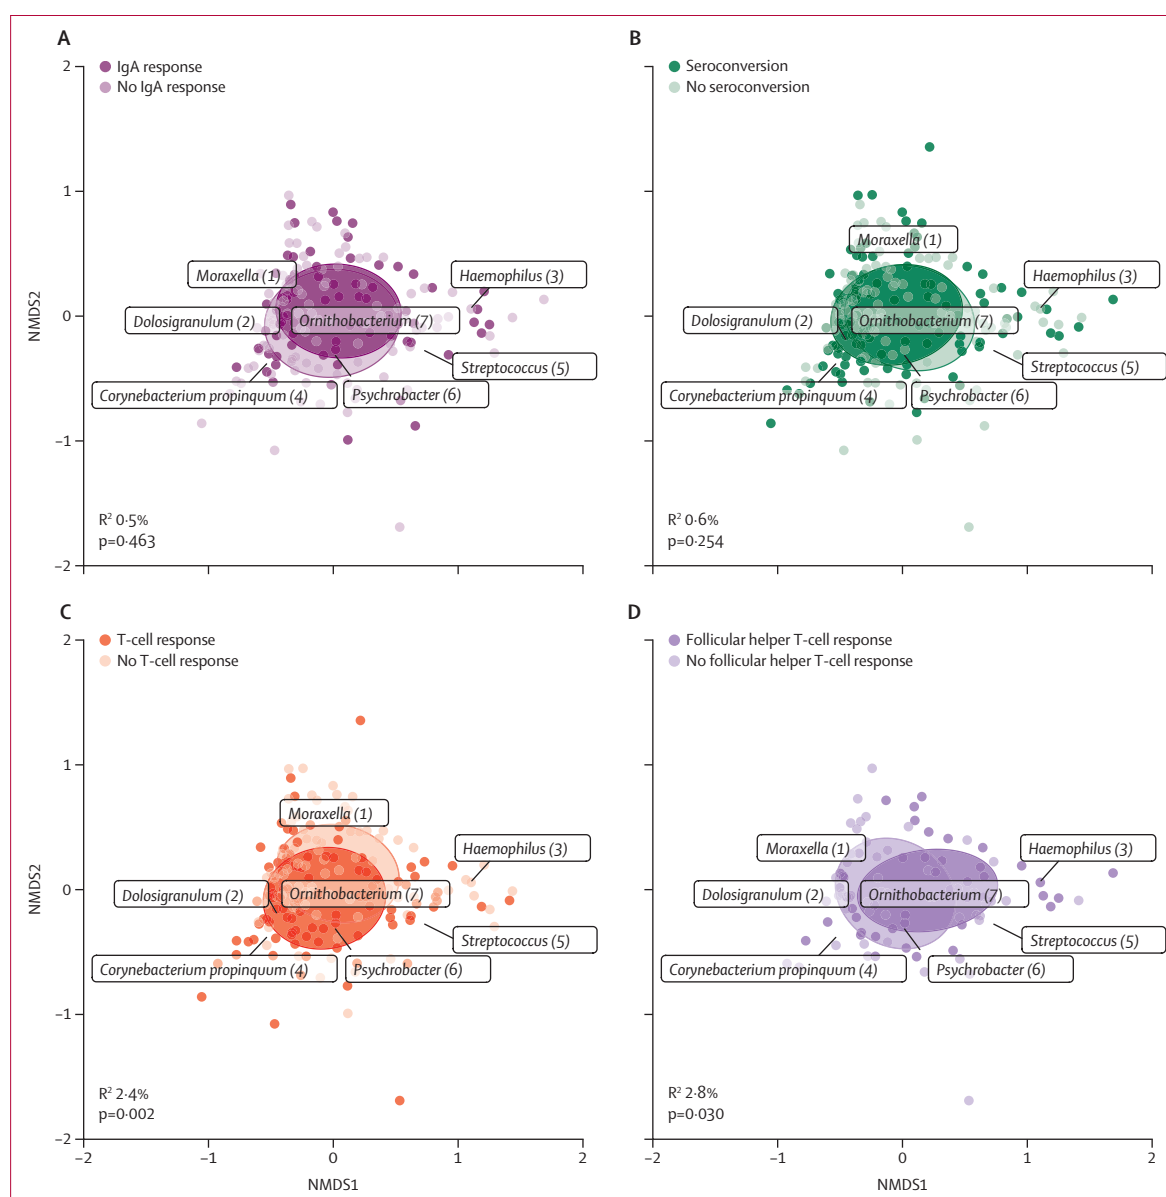 A
IgA response
No IgA response
2
1
0
−1
−2
NMDS2
Moraxella (1)
Haemophilus (3)
Dolosigranulum (2)
Ornithobacterium (7)
Streptococcus (5)
Corynebacterium propinquum (4)
Psychrobacter (6)
R² 0·5%
p=0·463
B
Seroconversion
No seroconversion
Moraxella (1)
Haemophilus (3)
Dolosigranulum (2)
Ornithobacterium (7)
Streptococcus (5)
Corynebacterium propinquum (4)
Psychrobacter (6)
R² 0·6%
p=0·254
C
T-cell response
No T-cell response
2
1
0
−1
−2
NMDS2
Moraxella (1)
Haemophilus (3)
Dolosigranulum (2)
Ornithobacterium (7)
Streptococcus (5)
Corynebacterium propinquum (4)
Psychrobacter (6)
R² 2·4%
p=0·002
−2 −1 0 1 2
NMDS1
D
Follicular helper T-cell response
No follicular helper T-cell response
Moraxella (1)
Haemophilus (3)
Dolosigranulum (2)
Ornithobacterium (7)
Streptococcus (5)
Corynebacterium propinquum (4)
Psychrobacter (6)
R² 2·8%
p=0·030
−2 −1 0 1 2
NMDS1